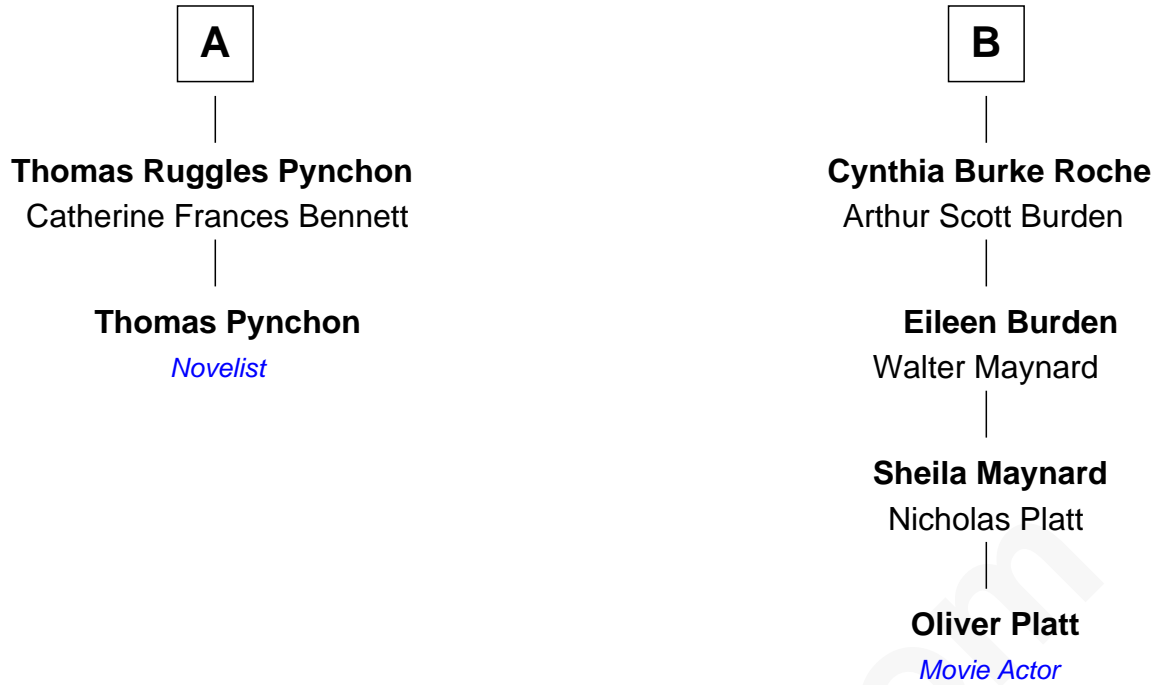 A
Thomas Ruggles Pynchon
Catherine Frances Bennett
Thomas Pynchon
Novelist
B
Cynthia Burke Roche
Arthur Scott Burden
Eileen Burden
Walter Maynard
Sheila Maynard
Nicholas Platt
Oliver Platt
Movie Actor